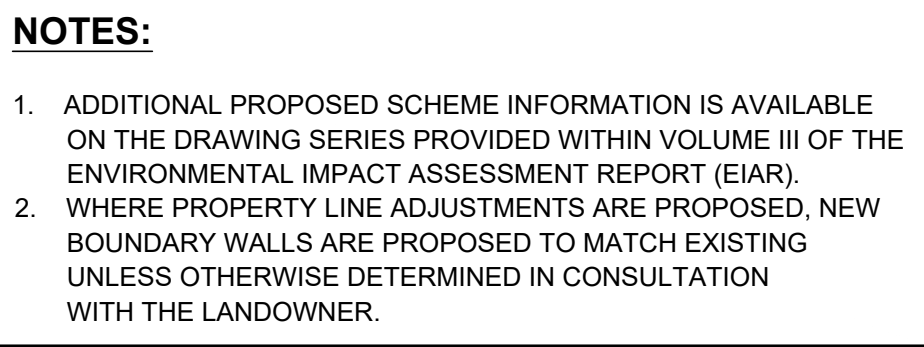 NOTES:
1. ADDITIONAL PROPOSED SCHEME INFORMATION IS AVAILABLE
ON THE DRAWING SERIES PROVIDED WITHIN VOLUME III OF THE
ENVIRONMENTAL IMPACT ASSESSMENT REPORT (EIAR).
2. WHERE PROPERTY LINE ADJUSTMENTS ARE PROPOSED, NEW
BOUNDARY WALLS ARE PROPOSED TO MATCH EXISTING
UNLESS OTHERWISE DETERMINED IN CONSULTATION
WITH THE LANDOWNER.